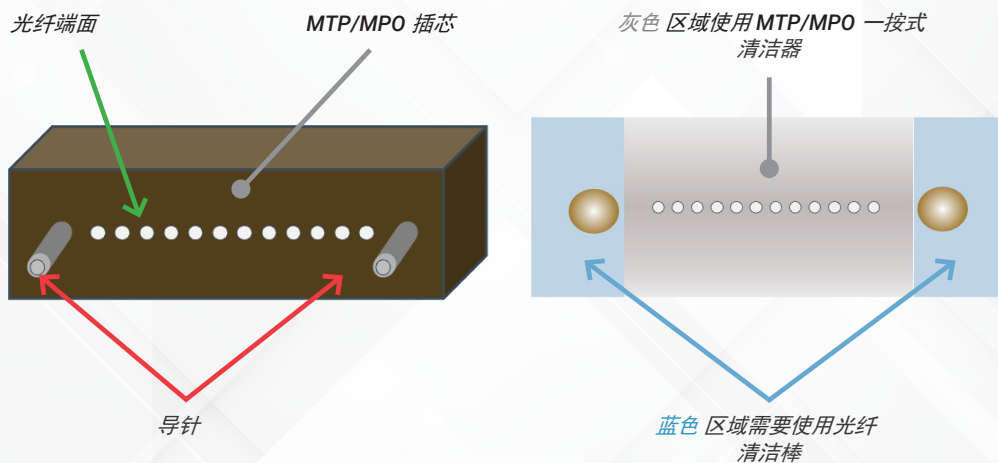 光纤端面
MTP/MPO 插芯
灰色 区域使用 MTP/MPO 一按式
清洁器
导针
蓝色 区域需要使用光纤
清洁棒